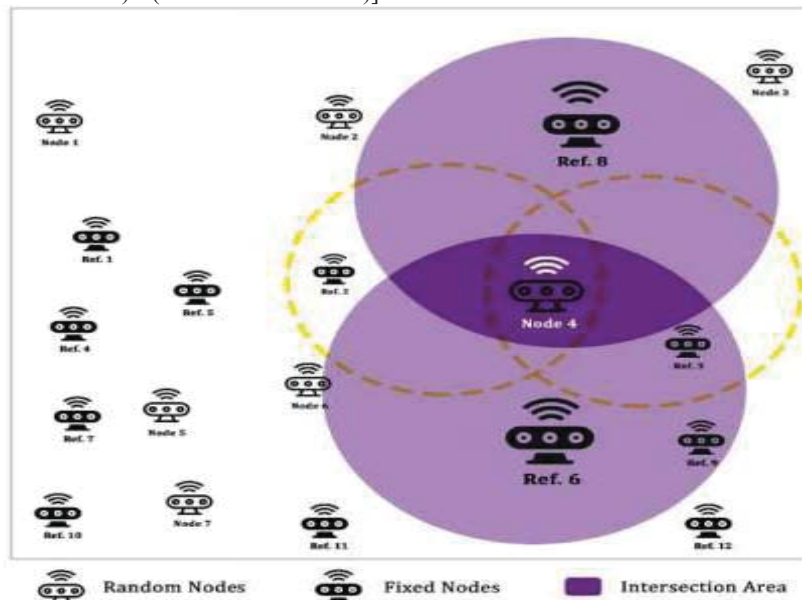 Node 3
Node 1
Node 2
Ref. 8
Ref. 1
Ref. 2
Ref. 5
Node 4
Ref. 4
Ref. 3
Node 6
Node 5
Ref. 7
Ref. 9
Ref. 6
Node 7
Ref. 10
Ref. 11
Ref. 12
Random Nodes
Fixed Nodes
Intersection Area